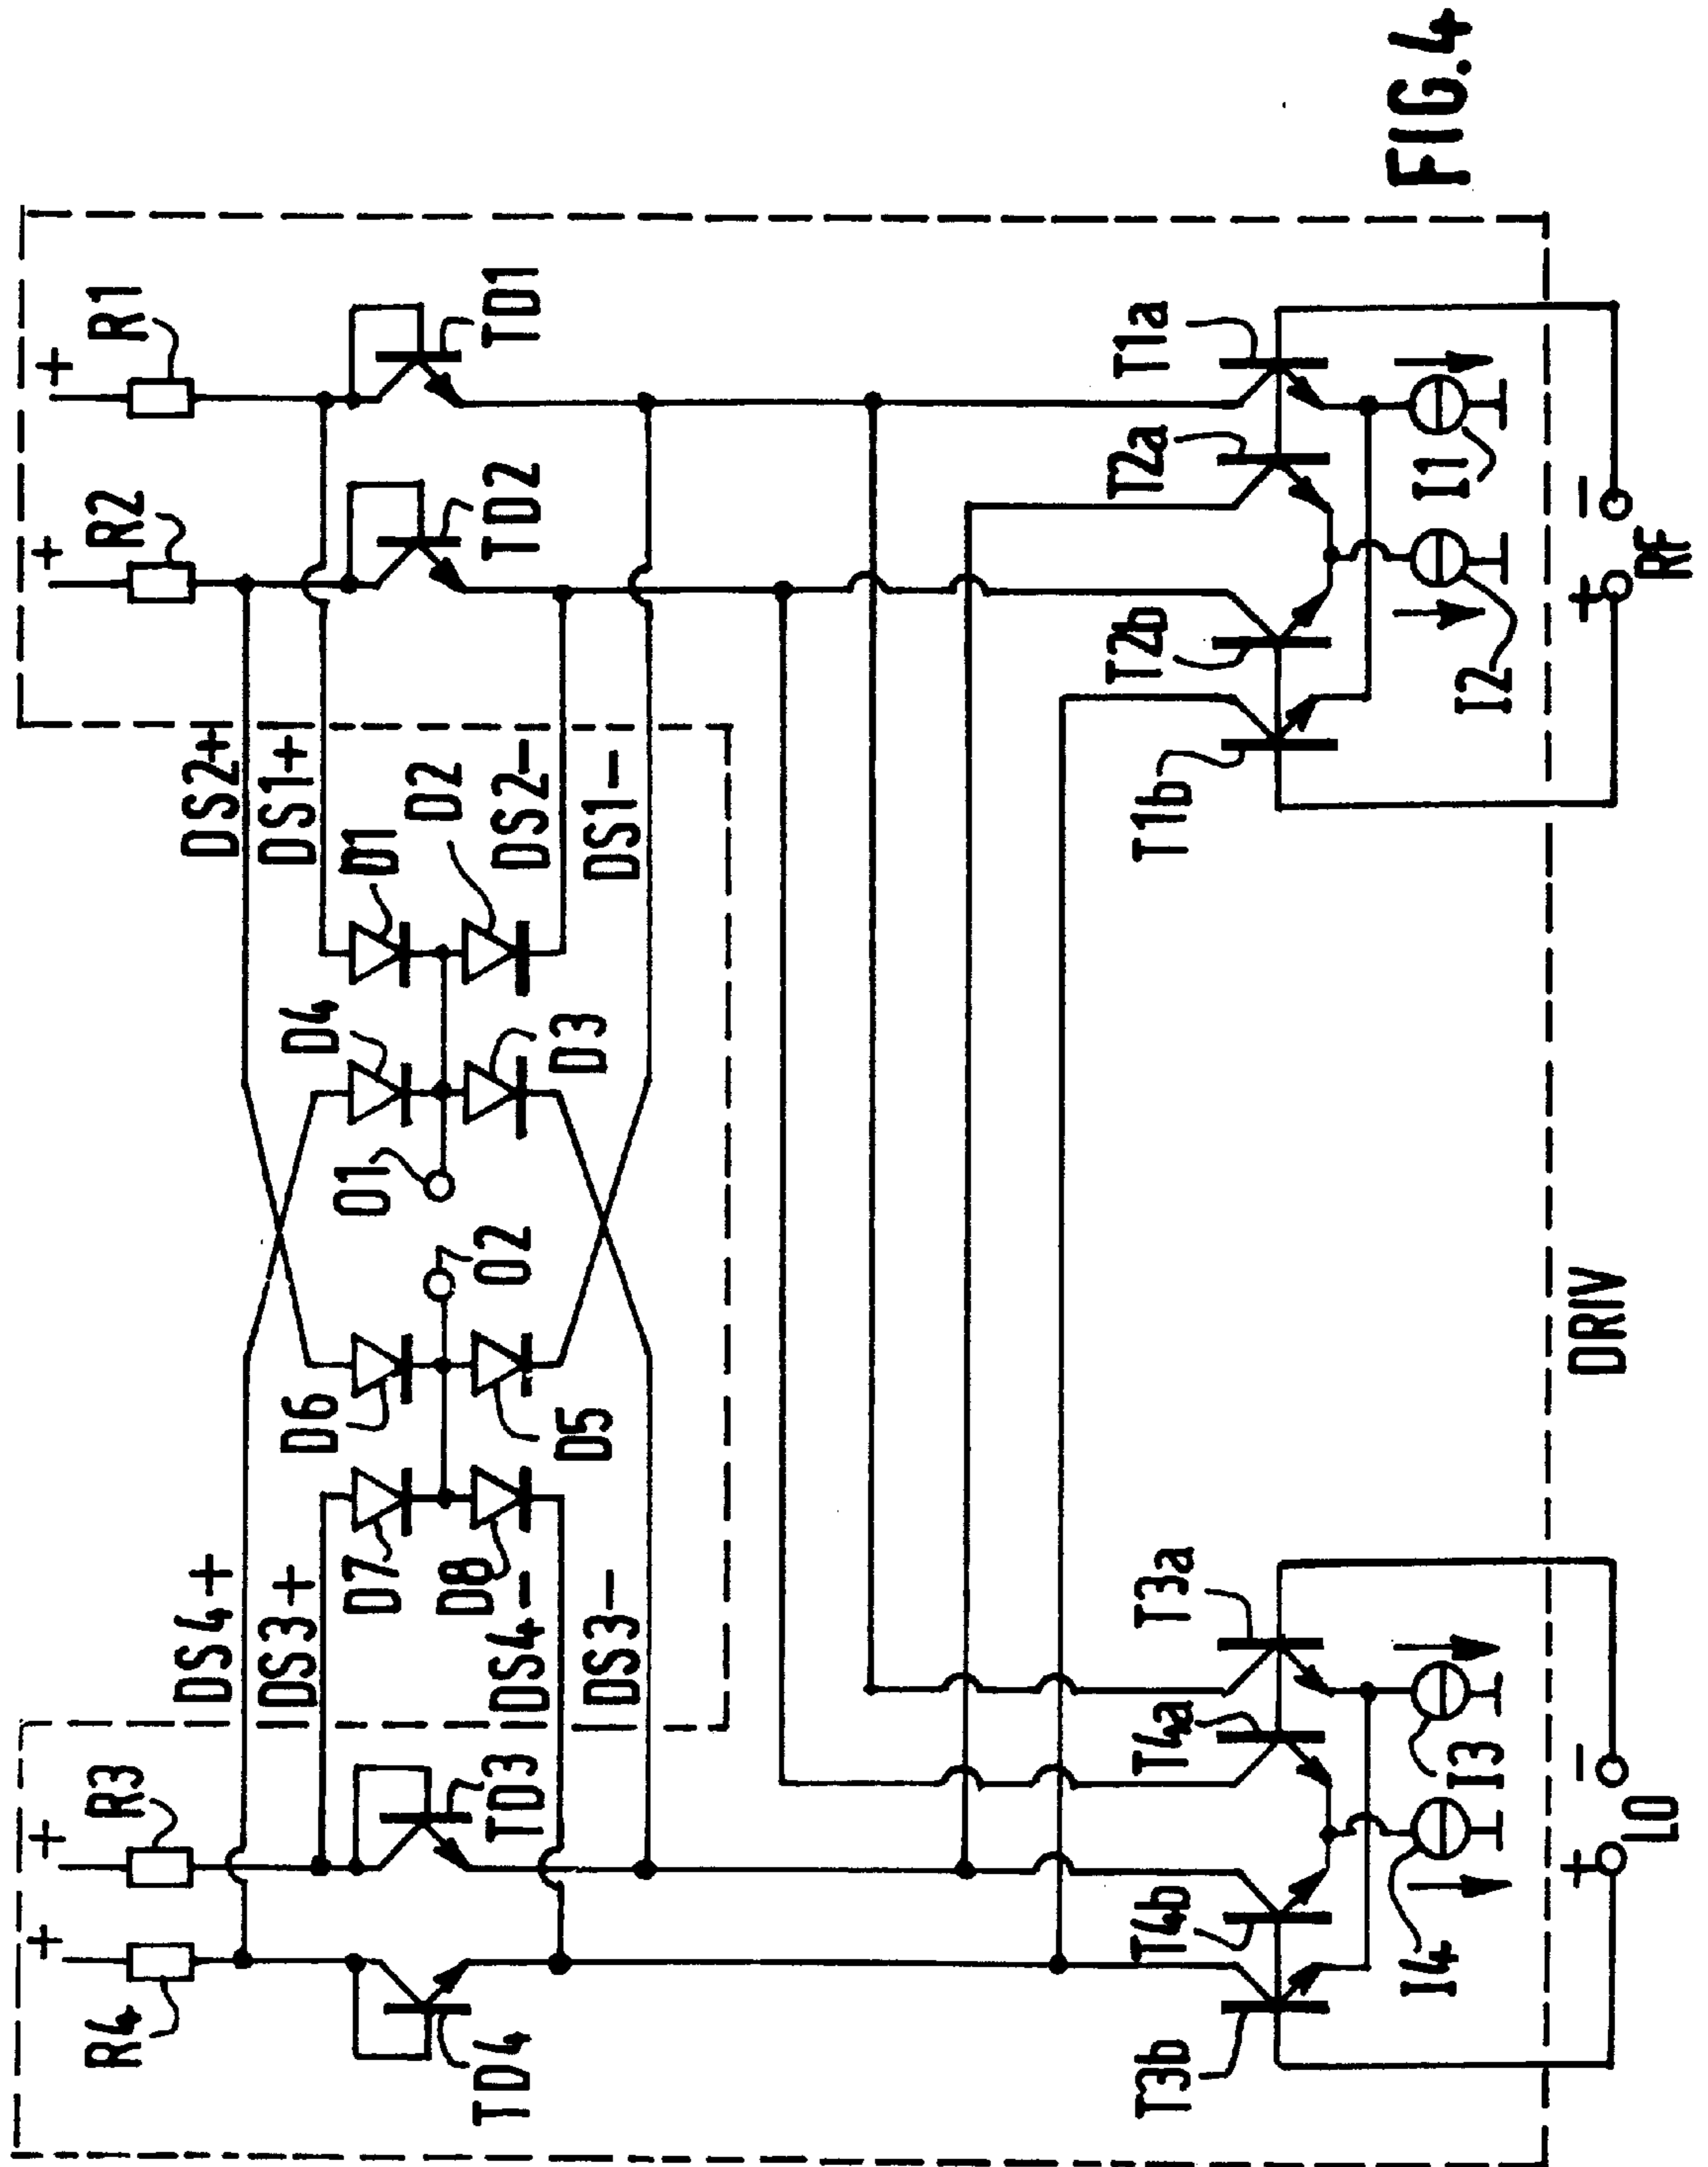 R4
R3
R2
R1
+
+
+
+
TD4
TD3
TD2
TD1
DS4+
DS3+
DS4-
DS3-
DS2+
DS1+
DS2-
DS1-
D7
D6
D4
D1
D8
D5
D3
D2
O2
O1
T3b
T4b
T4a
T3a
T1b
T2b
T2a
T1a
I4
I3
I2
I1
+
-
LO
+
-
RF
DRIV
FIG.4